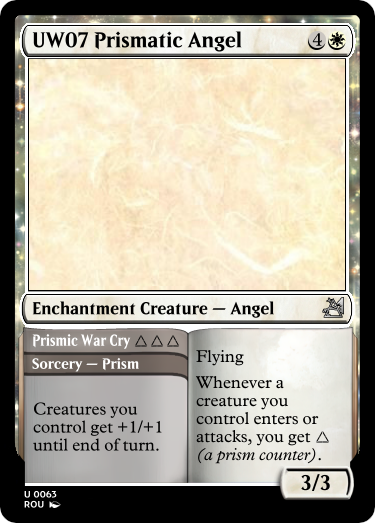 UW07 Prismatic Angel 4
Enchantment Creature — Angel
Prismic War Cry △ △ △
Sorcery — Prism
Creatures you
control get +1/+1
until end of turn.
Flying
Whenever a
creature you
control enters or
attacks, you get △
(a prism counter).
3/3
U 0063
ROU